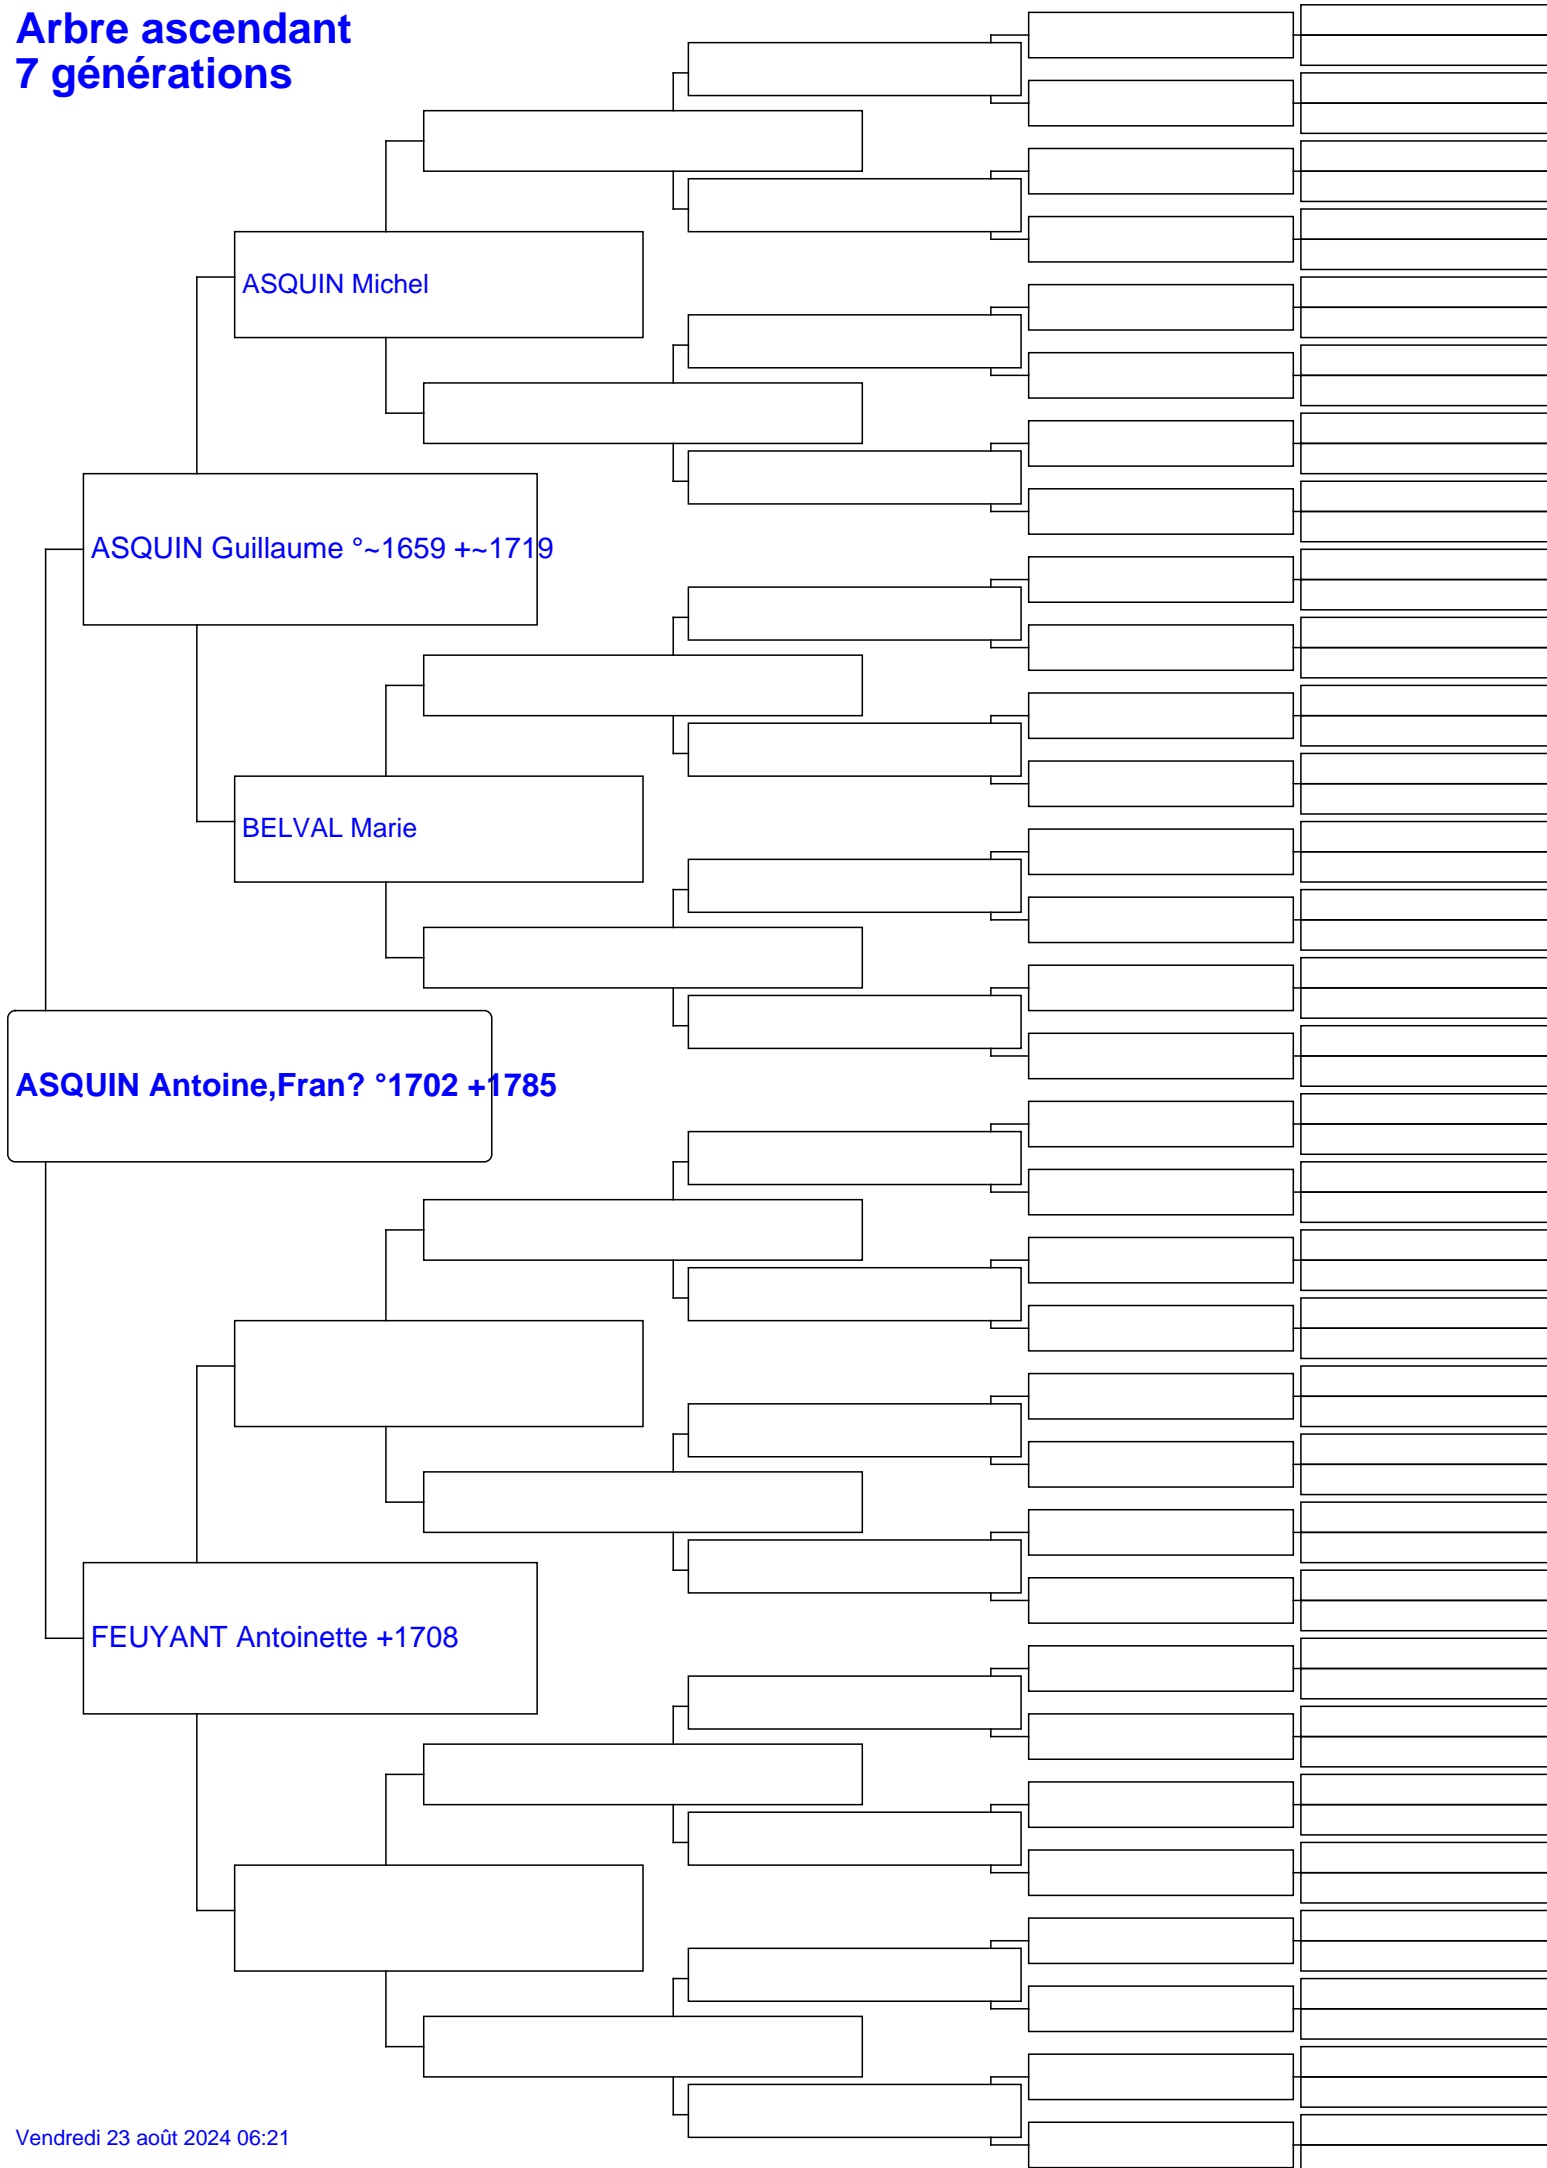 Arbre ascendant
7 générations
ASQUIN Michel
ASQUIN Guillaume °~1659 +~1719
BELVAL Marie
ASQUIN Antoine,Fran? °1702 +1785
FEUYANT Antoinette +1708
Vendredi 23 août 2024 06:21